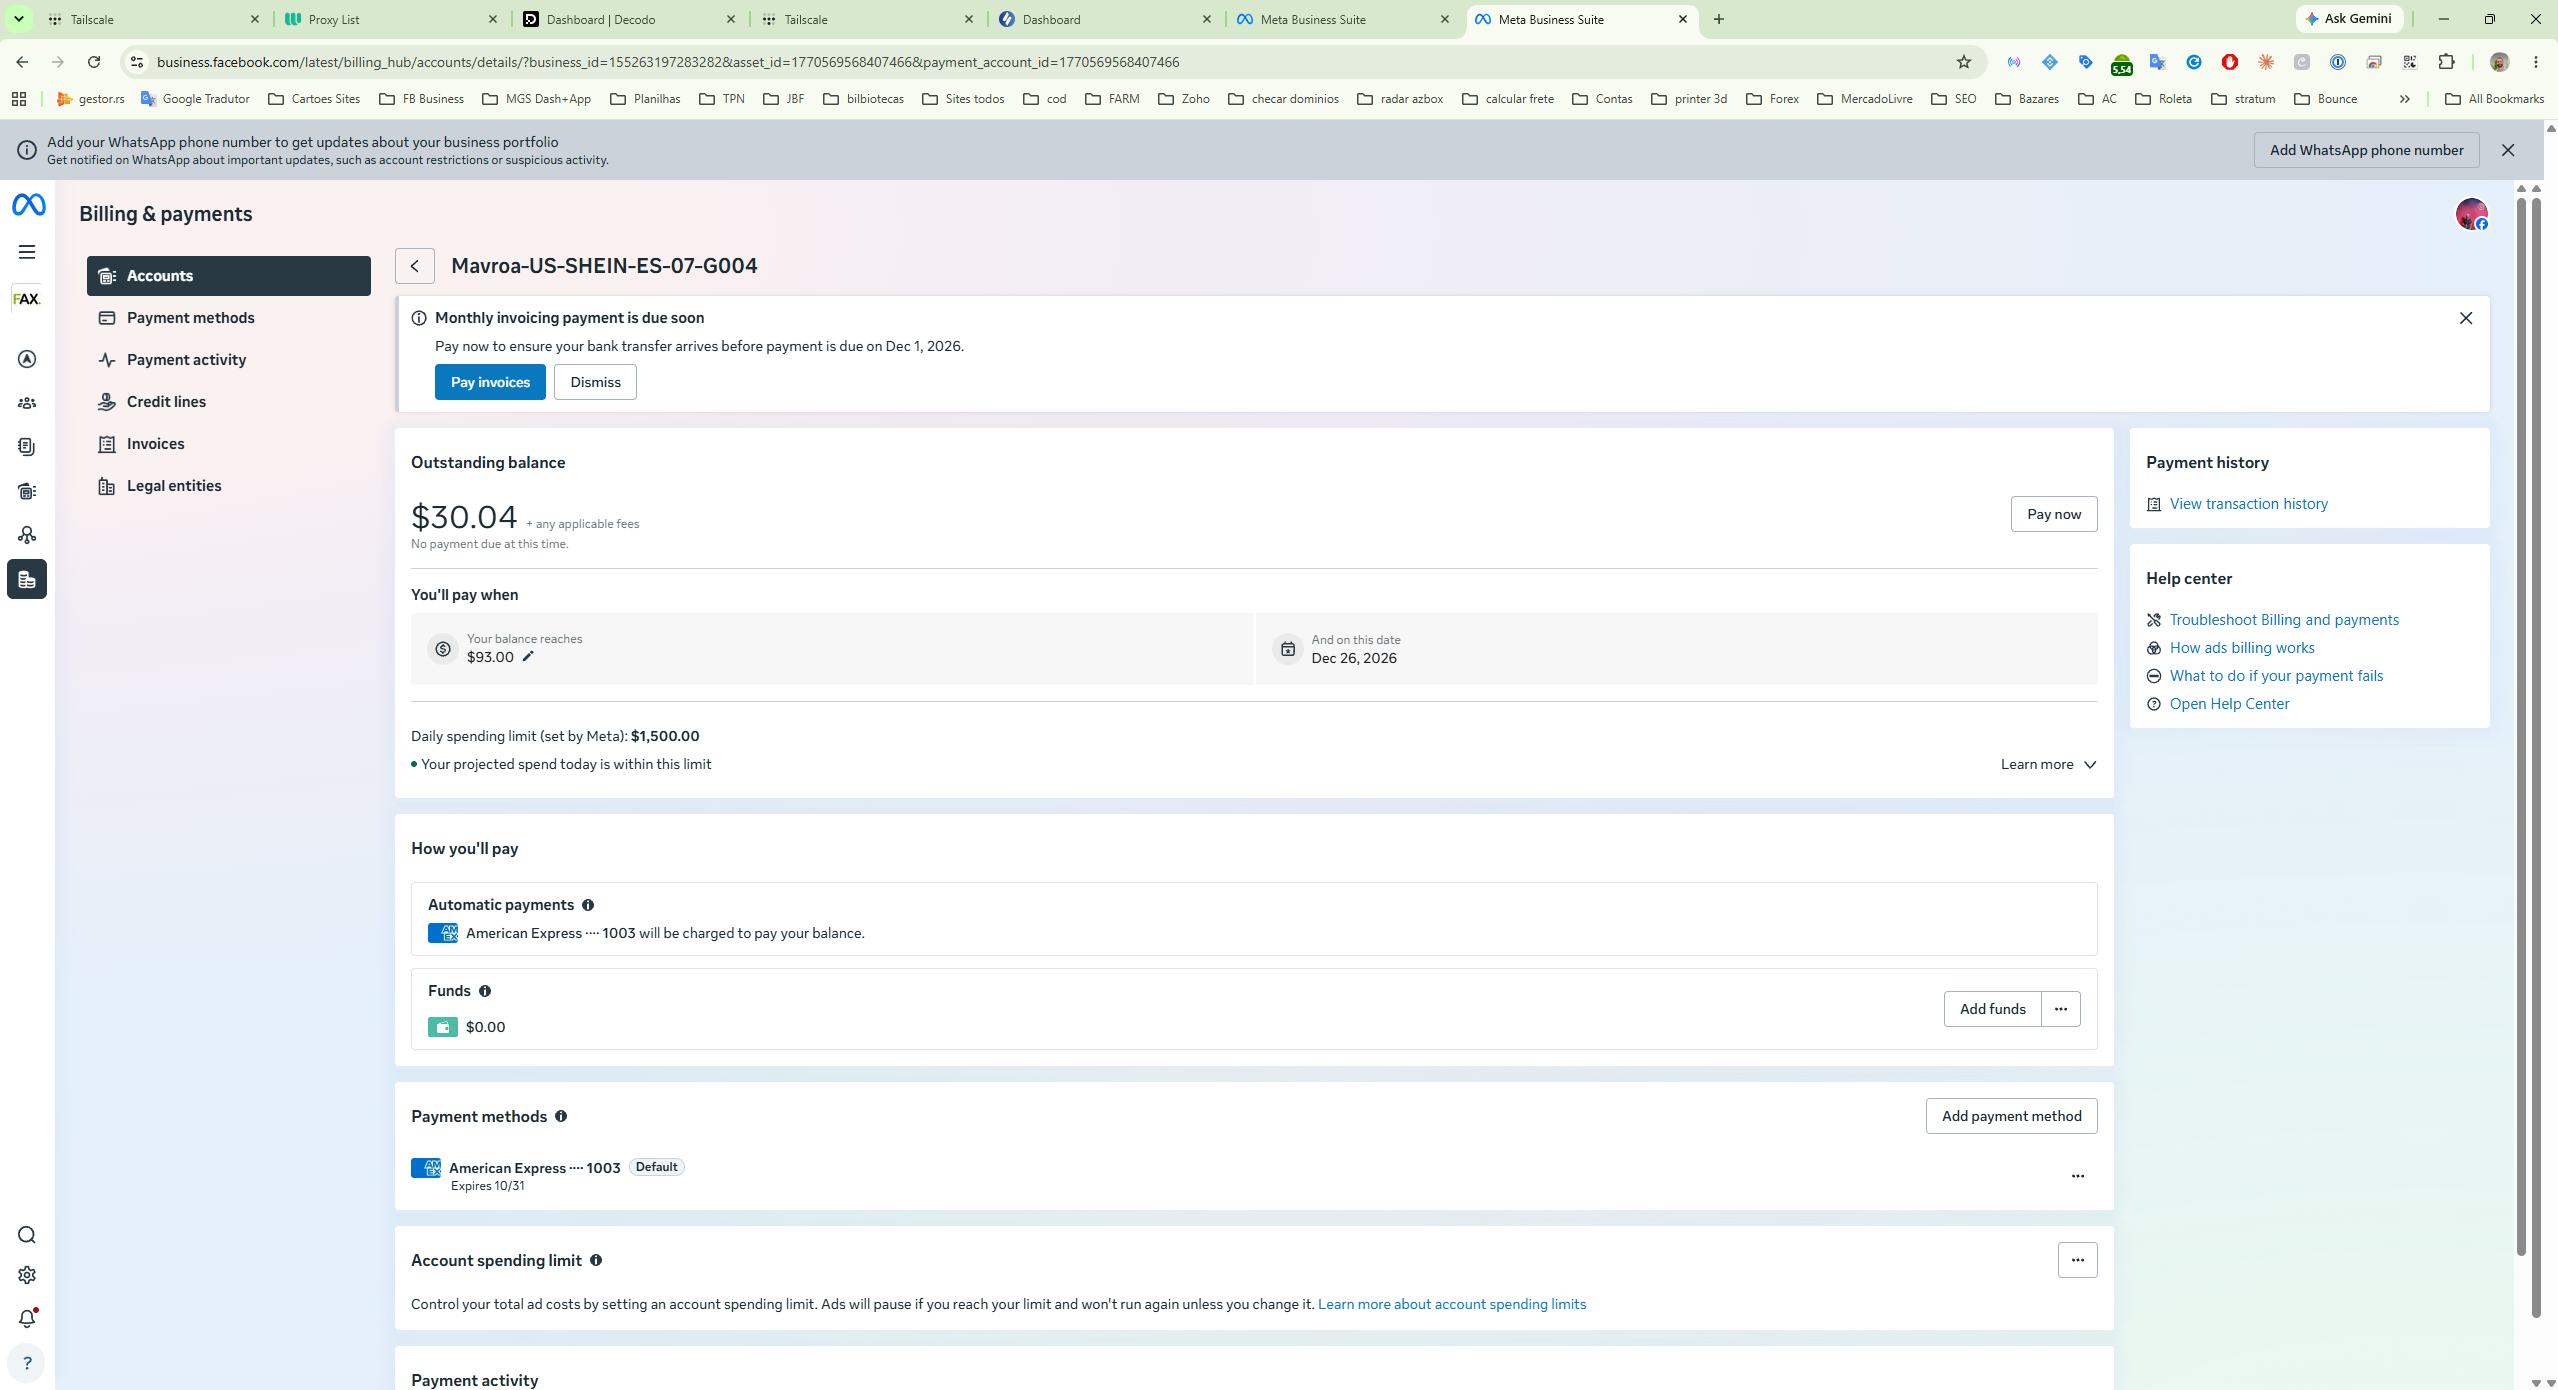 Tailscale
Proxy List
Dashboard | Decodo
Tailscale
Dashboard
Meta Business Suite
Meta Business Suite
Ask Gemini
business.facebook.com/latest/billing_hub/accounts/details/?business_id=1552631972832828&asset_id=1770569568407466&payment_account_id=1770569568407466
5,54
gestor.rs
Google Tradutor
Cartoes Sites
FB Business
MGS Dash+App
Planilhas
TPN
JBF
bilbiotecas
Sites todos
cod
FARM
Zoho
checar dominios
radar azbox
calcular frete
Contas
printer 3d
Forex
MercadoLivre
SEO
Bazares
AC
Roleta
stratum
Bounce
All Bookmarks
Add your WhatsApp phone number to get updates about your business portfolio
Get notified on WhatsApp about important updates, such as account restrictions or suspicious activity.
Add WhatsApp phone number
Billing & payments
FAX.
Accounts
Payment methods
Payment activity
Credit lines
Invoices
Legal entities
Mavroa-US-SHEIN-ES-07-G004
Monthly invoicing payment is due soon
Pay now to ensure your bank transfer arrives before payment is due on Dec 1, 2026.
Pay invoices
Dismiss
Outstanding balance
$30.04 + any applicable fees
No payment due at this time.
Pay now
You'll pay when
Your balance reaches
$93.00
And on this date
Dec 26, 2026
Daily spending limit (set by Meta): $1,500.00
Your projected spend today is within this limit
Learn more
Payment history
View transaction history
Help center
Troubleshoot Billing and payments
How ads billing works
What to do if your payment fails
Open Help Center
How you'll pay
Automatic payments
AMEX
American Express ···· 1003 will be charged to pay your balance.
Funds
$0.00
Add funds
Payment methods
Add payment method
AMEX
American Express ···· 1003 Default
Expires 10/31
Account spending limit
Control your total ad costs by setting an account spending limit. Ads will pause if you reach your limit and won't run again unless you change it. Learn more about account spending limits
Payment activity